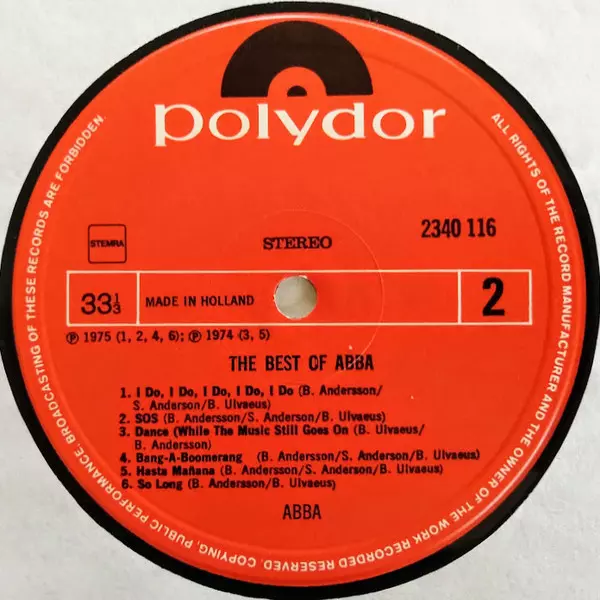 polydor
STEMRA
STEREO
2340 116
33⅓
MADE IN HOLLAND
2
℗ 1975 (1, 2, 4, 6); ℗ 1974 (3, 5)
THE BEST OF ABBA
1. I Do, I Do, I Do, I Do, I Do (B. Andersson/
S. Anderson/B. Ulvaeus)
2. SOS (B. Andersson/S. Anderson/B. Ulvaeus)
3. Dance (While The Music Still Goes On (B. Ulvaeus/
B. Andersson)
4. Bang-A-Boomerang (B. Andersson/S. Anderson/B. Ulvaeus)
5. Hasta Mañana (B. Andersson/S. Anderson/B. Ulvaeus)
6. So Long (B. Andersson/B. Ulvaeus)
ABBA
ALL RIGHTS OF THE RECORD MANUFACTURER AND THE OWNER OF THE WORK RECORDED RESERVED. COPYING, PUBLIC PERFORMANCE, BROADCASTING OF THESE RECORDS ARE FORBIDDEN.